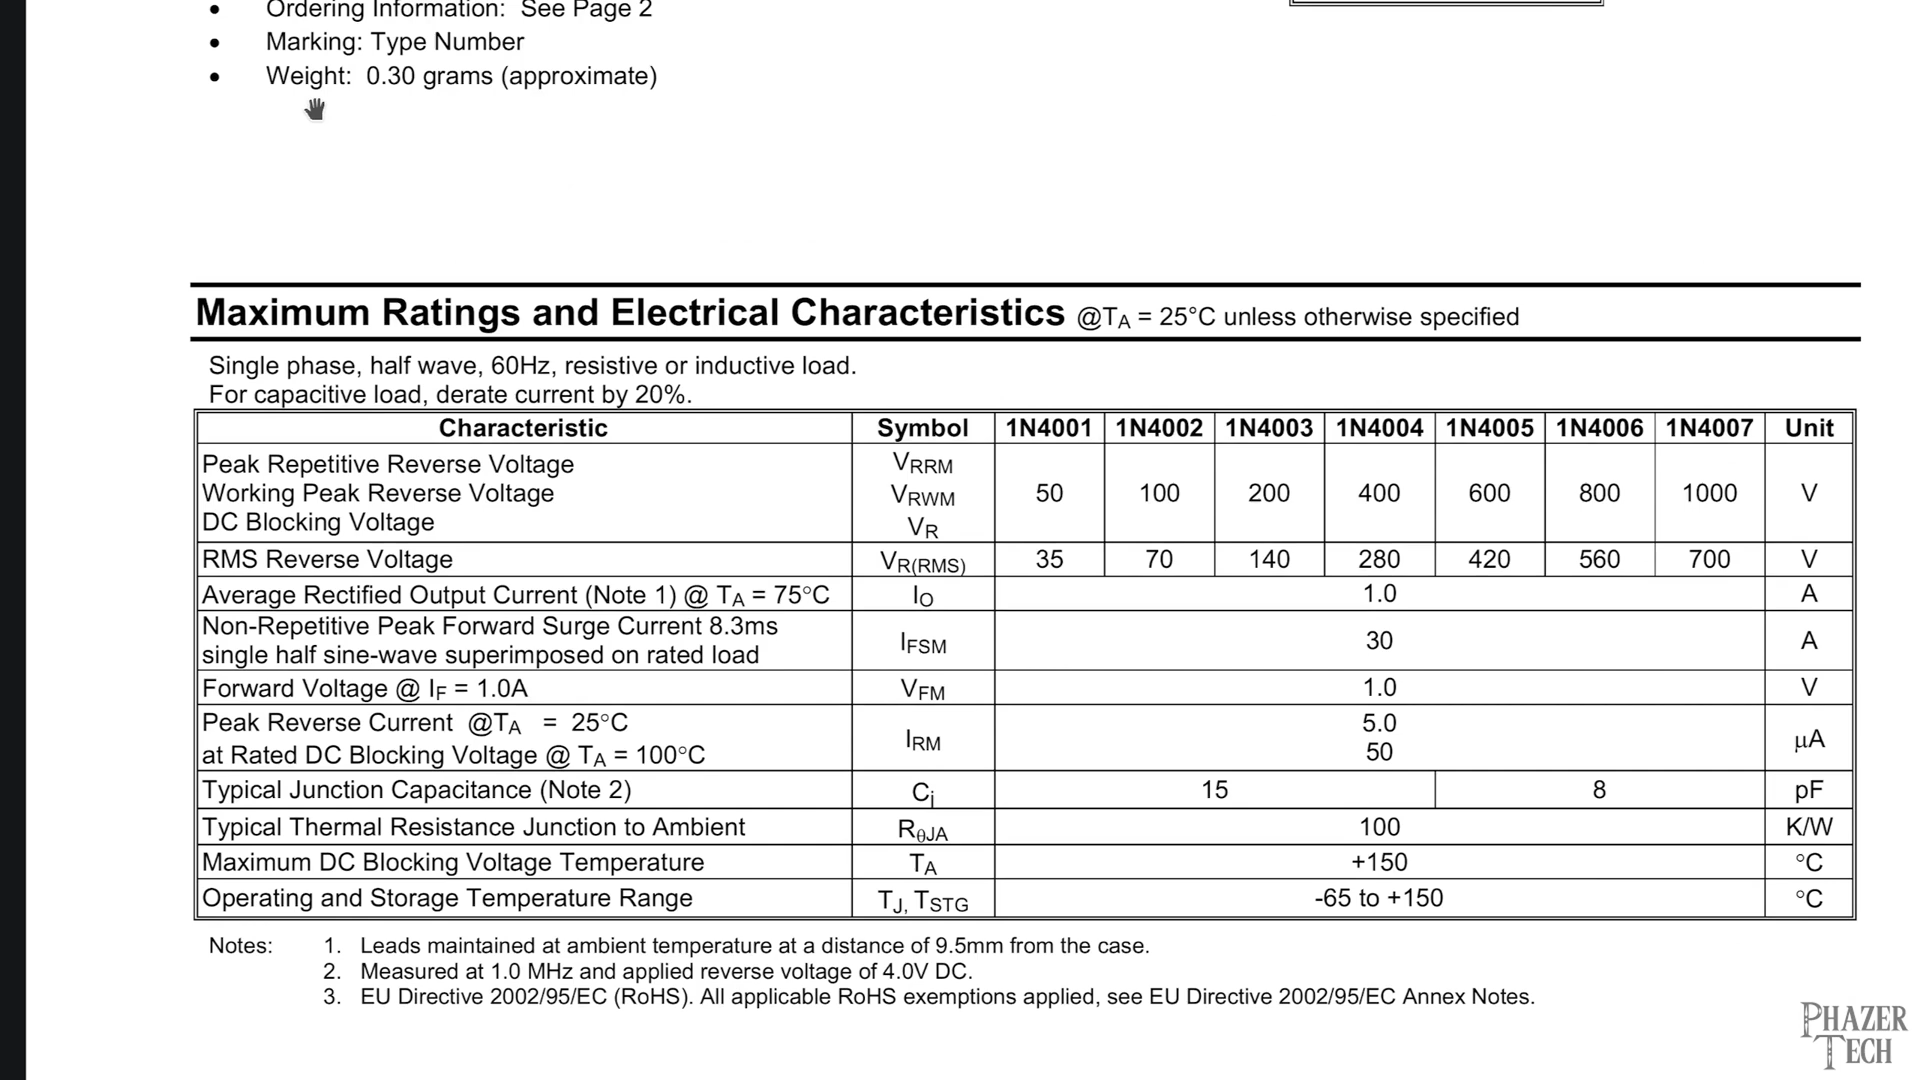 • Ordering Information: See Page 2
• Marking: Type Number
• Weight: 0.30 grams (approximate)
Maximum Ratings and Electrical Characteristics @TA = 25°C unless otherwise specified
Single phase, half wave, 60Hz, resistive or inductive load.
For capacitive load, derate current by 20%.
Characteristic Symbol 1N4001 1N4002 1N4003 1N4004 1N4005 1N4006 1N4007 Unit
Peak Repetitive Reverse Voltage VRRM
Working Peak Reverse Voltage VRWM 50 100 200 400 600 800 1000 V
DC Blocking Voltage VR
RMS Reverse Voltage VR(RMS) 35 70 140 280 420 560 700 V
Average Rectified Output Current (Note 1) @ TA = 75°C IO 1.0 A
Non-Repetitive Peak Forward Surge Current 8.3ms
single half sine-wave superimposed on rated load IFSM 30 A
Forward Voltage @ IF = 1.0A VFM 1.0 V
Peak Reverse Current @TA = 25°C 5.0
at Rated DC Blocking Voltage @ TA = 100°C IRM 50 µA
Typical Junction Capacitance (Note 2) Cj 15 8 pF
Typical Thermal Resistance Junction to Ambient RθJA 100 K/W
Maximum DC Blocking Voltage Temperature TA +150 °C
Operating and Storage Temperature Range TJ, TSTG -65 to +150 °C
Notes: 1. Leads maintained at ambient temperature at a distance of 9.5mm from the case.
2. Measured at 1.0 MHz and applied reverse voltage of 4.0V DC.
3. EU Directive 2002/95/EC (RoHS). All applicable RoHS exemptions applied, see EU Directive 2002/95/EC Annex Notes.
PHAZER
TECH